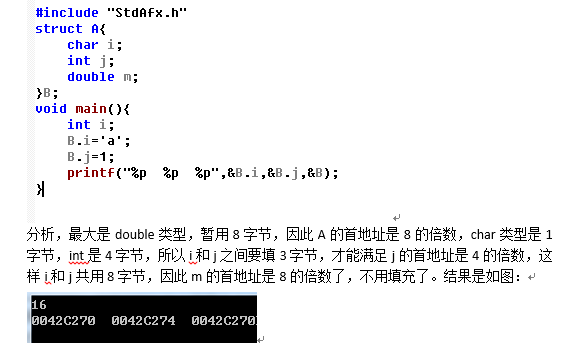 #include "StdAfx.h"
struct A{
char i;
int j;
double m;
}B;
void main(){
int i;
B.i='a';
B.j=1;
printf("%p  %p  %p",&B.i,&B.j,&B);
}
分析，最大是 double 类型，暂用 8 字节，因此 A 的首地址是 8 的倍数，char 类型是 1
字节，int 是 4 字节，所以 i 和 j 之间要填 3 字节，才能满足 j 的首地址是 4 的倍数，这
样 i 和 j 共用 8 字节，因此 m 的首地址是 8 的倍数了，不用填充了。结果是如图：
16
0042C270  0042C274  0042C270